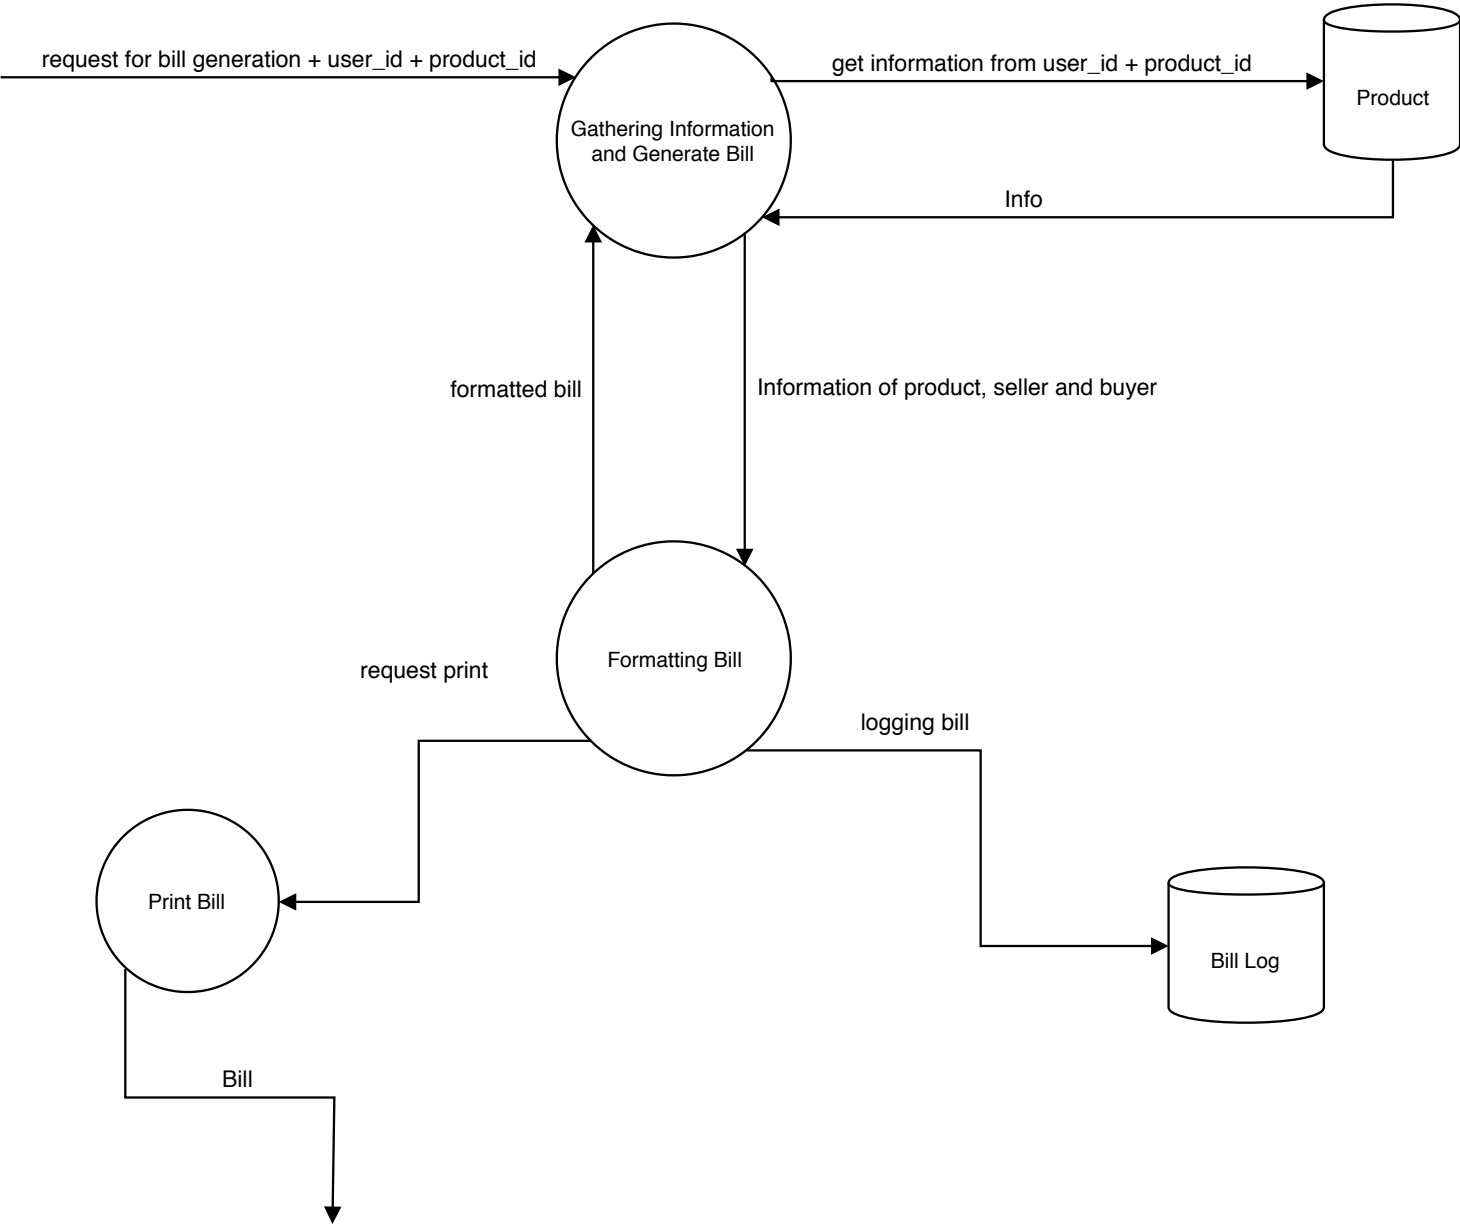 request for bill generation + user_id + product_id
get information from user_id + product_id
Product
Gathering Information
and Generate Bill
Info
formatted bill
Information of product, seller and buyer
Formatting Bill
request print
logging bill
Print Bill
Bill Log
Bill